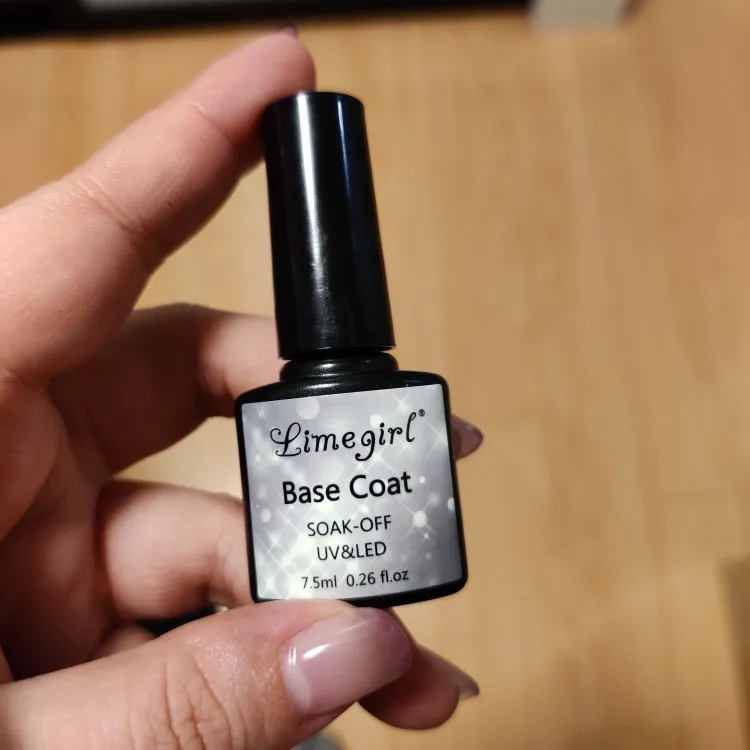 Limegirl®
Base Coat
SOAK-OFF
UV&LED
7.5ml 0.26 fl.oz